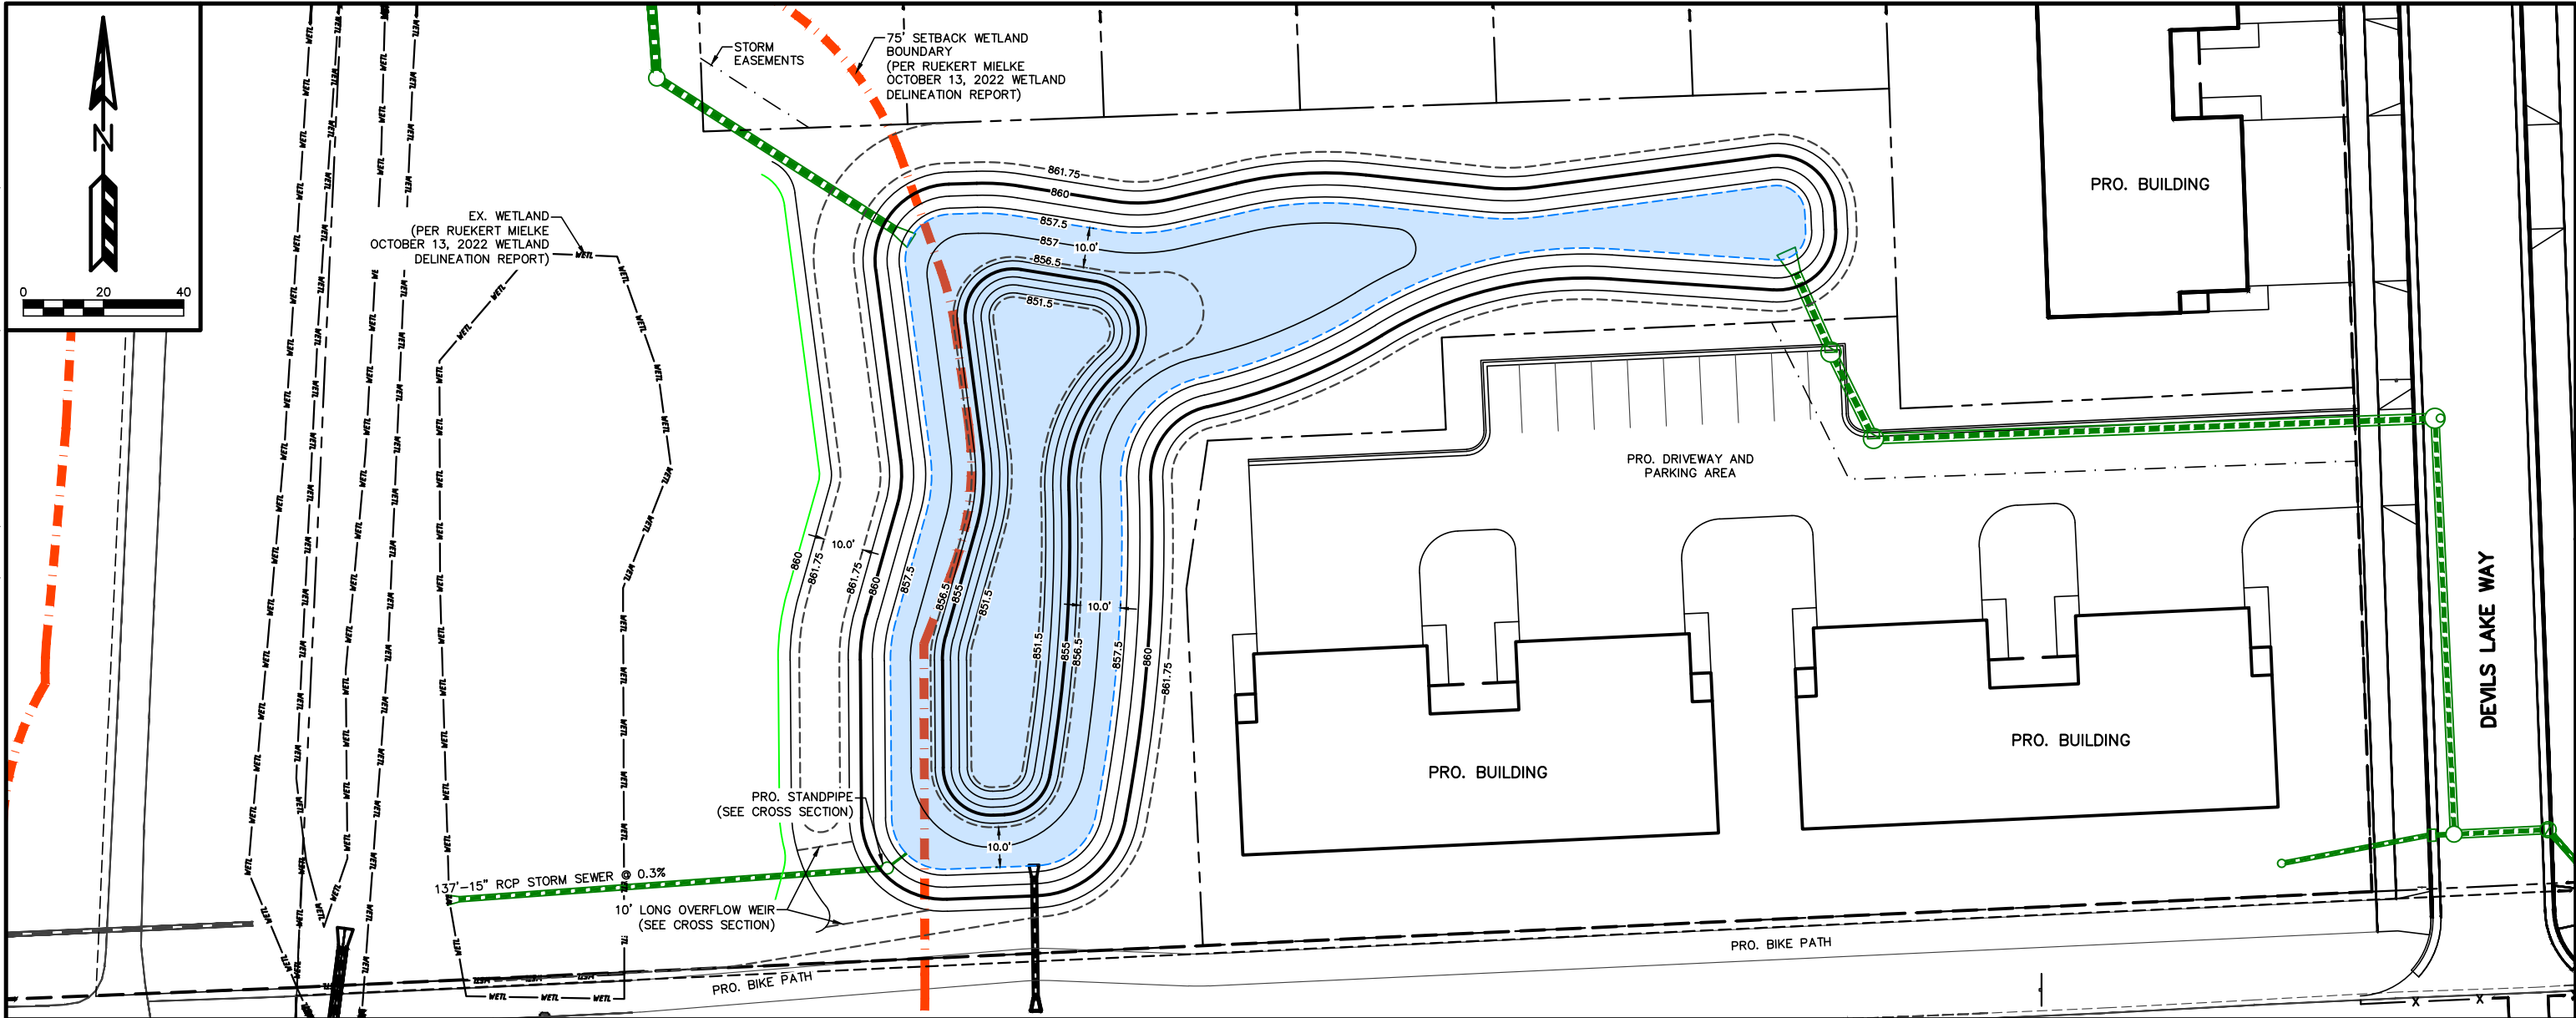 N
0 20 40
STORM
EASEMENTS
75' SETBACK WETLAND
BOUNDARY
(PER RUEKERT MIELKE
OCTOBER 13, 2022 WETLAND
DELINEATION REPORT)
EX. WETLAND
(PER RUEKERT MIELKE
OCTOBER 13, 2022 WETLAND
DELINEATION REPORT)
WETL
861.75
860
857.5
857
10.0'
856.5
851.5
PRO. BUILDING
PRO. DRIVEWAY AND
PARKING AREA
860
861.75
10.0'
861.75
860
857.5
856.5
855
851.5
851.5
855
856.5
10.0'
857.5
860
861.75
DEVILS LAKE WAY
PRO. BUILDING
PRO. BUILDING
PRO. STANDPIPE
(SEE CROSS SECTION)
10.0'
137'-15" RCP STORM SEWER @ 0.3%
10' LONG OVERFLOW WEIR
(SEE CROSS SECTION)
PRO. BIKE PATH
PRO. BIKE PATH
X X